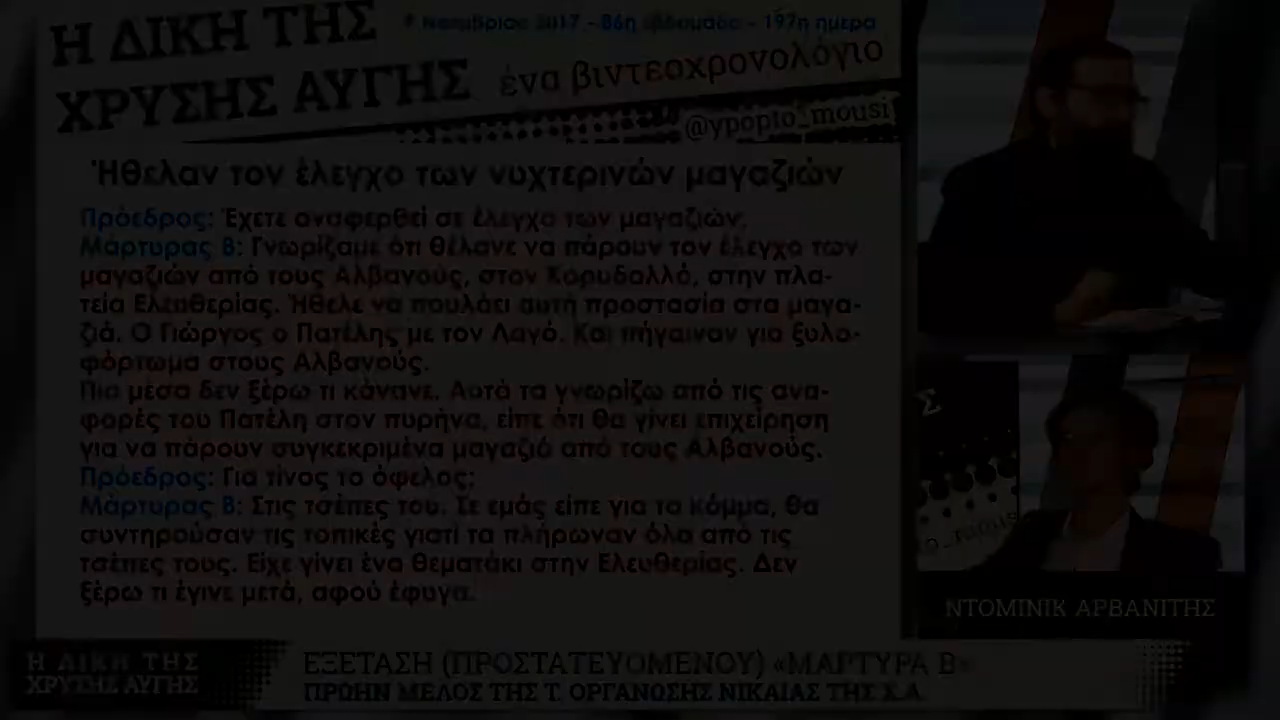 Η ΔΙΚΗ ΤΗΣ
ΧΡΥΣΗΣ ΑΥΓΗΣ
7 Νοεμβρίου 2017 - 86η εβδομάδα - 197η ημέρα
ένα βιντεοχρονολόγιο
@ypopto_mousi
Ήθελαν τον έλεγχο των νυχτερινών μαγαζιών
Πρόεδρος: Έχετε αναφερθεί σε έλεγχο των μαγαζιών;
Μάρτυρας Β: Γνωρίζαμε ότι θέλανε να πάρουν τον έλεγχο των
μαγαζιών από τους Αλβανούς, στον Κορυδαλλό, στην πλα-
τεία Ελευθερίας. Ήθελε να πουλάει αυτή προστασία στα μαγα-
ζιά. Ο Γιώργος ο Πατέλης με τον Λαγό. Και πήγαιναν για ξυλο-
φόρτωμα στους Αλβανούς.
Πιο μέσα δεν ξέρω τι κάνανε. Αυτά τα γνωρίζω από τις ανα-
φορές του Πατέλη στον πυρήνα, είπε ότι θα γίνει επιχείρηση
για να πάρουν συγκεκριμένα μαγαζιά από τους Αλβανούς.
Πρόεδρος: Για τίνος το όφελος;
Μάρτυρας Β: Στις τσέπες του. Σε εμάς είπε για το κόμμα, θα
συντηρούσαν τις τοπικές γιατί τα πλήρωναν όλα από τις
τσέπες τους. Είχε γίνει ένα θεματάκι στην Ελευθερίας. Δεν
ξέρω τι έγινε μετά, αφού έφυγα.
Σ
ΝΤΟΜΙΝΙΚ ΑΡΒΑΝΙΤΗΣ
Η ΔΙΚΗ ΤΗΣ
ΧΡΥΣΗΣ ΑΥΓΗΣ
ΕΞΕΤΑΣΗ (ΠΡΟΣΤΑΤΕΥΟΜΕΝΟΥ) «ΜΑΡΤΥΡΑ Β»
ΠΡΩΗΝ ΜΕΛΟΣ ΤΗΣ Τ. ΟΡΓΑΝΩΣΗΣ ΝΙΚΑΙΑΣ ΤΗΣ Χ.Α.